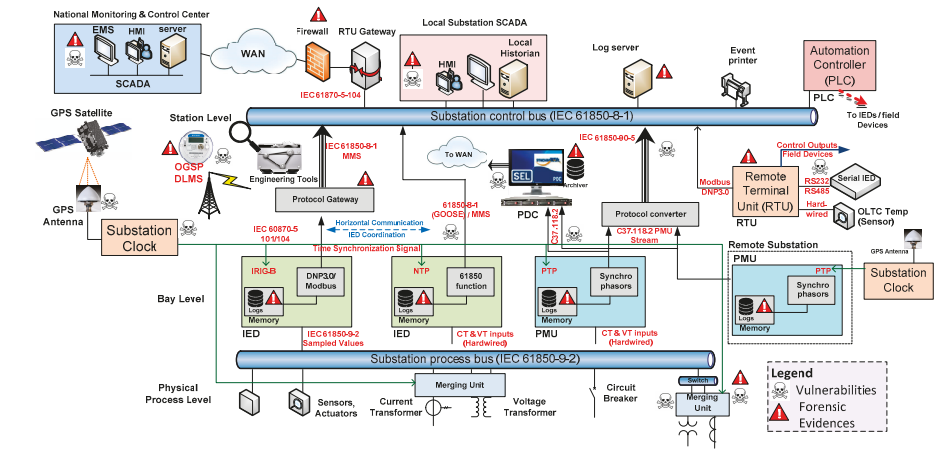 National Monitoring & Control Center
EMS
HMI
server
SCADA
WAN
Firewall
RTU Gateway
IEC 61870-5-104
Local Substation SCADA
HMI
Local
Historian
Log server
Event
printer
Automation
Controller
(PLC)
PLC
To IEDs/field
Devices
Substation control bus (IEC 61850-8-1)
GPS Satellite
Station Level
OGSP
DLMS
Engineering Tools
IEC 61850-8-1
MMS
IEC 61850-90-5
To WAN
SEL
PDC
Archiver
PDC
Modbus
DNP3.0
Control Outputs
Field Devices
Remote
Terminal
Unit (RTU)
RTU
RS232
RS485
Serial IED
Hard-
wired
OLTC Temp
(Sensor)
GPS
Antenna
Protocol Gateway
61850-8-1
(GOOSE) / MMS
C37.118.2
Protocol converter
Substation
Clock
IEC 60870-5
101/104
Horizontal Communication
IED Coordination
Time Synchronization Signal
C37.118.2 PMU
Stream
Remote Substation
GPS Antenna
Bay Level
IRIG-B
DNP3.0/
Modbus
Logs
Memory
IED
NTP
61850
function
Logs
Memory
IED
PTP
Synchro
phasors
Logs
Memory
PMU
PMU
PTP
Synchro
phasors
Logs
Memory
Substation
Clock
IEC 61850-9-2
Sampled Values
CT & VT inputs
(Hardwired)
CT & VT inputs
(Hardwired)
Substation process bus (IEC 61850-9-2)
Physical
Process Level
Sensors,
Actuators
Merging Unit
Current
Transformer
Voltage
Transformer
Circuit
Breaker
Switch
Merging
Unit
Legend
Vulnerabilities
Forensic
Evidences